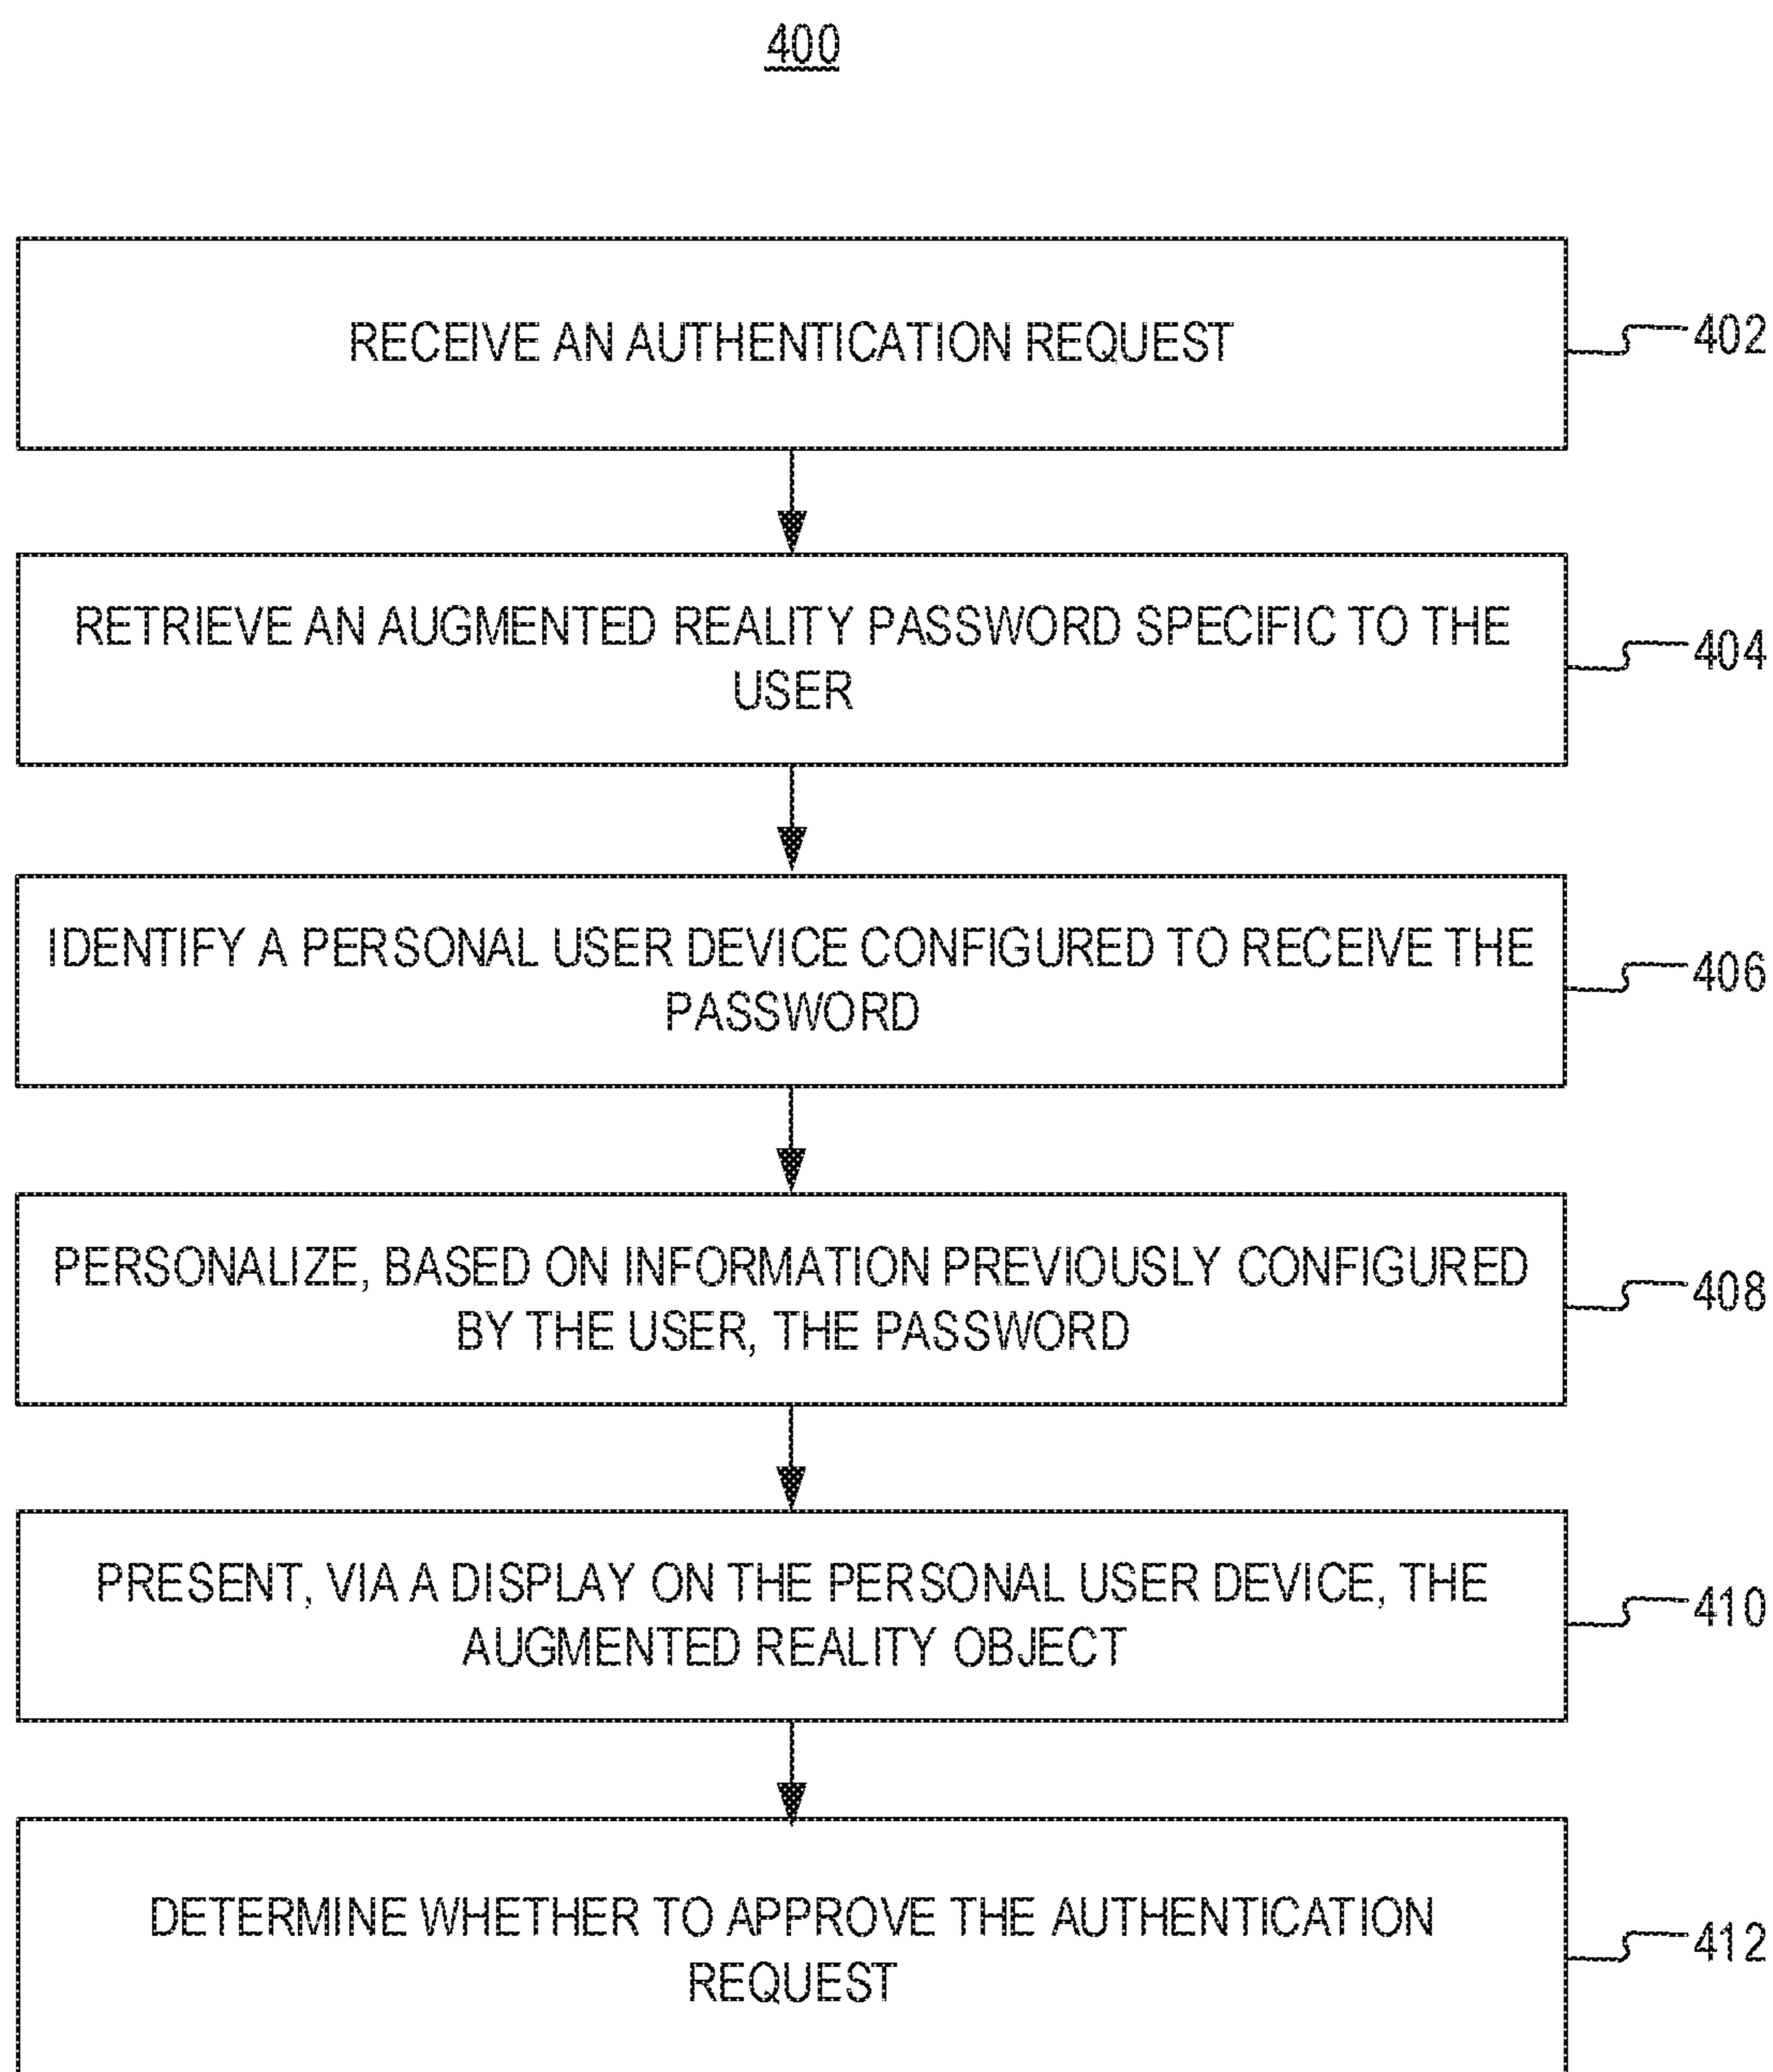 400
RECEIVE AN AUTHENTICATION REQUEST
402
RETRIEVE AN AUGMENTED REALITY PASSWORD SPECIFIC TO THE
USER
404
IDENTIFY A PERSONAL USER DEVICE CONFIGURED TO RECEIVE THE
PASSWORD
406
PERSONALIZE, BASED ON INFORMATION PREVIOUSLY CONFIGURED
BY THE USER, THE PASSWORD
408
PRESENT, VIA A DISPLAY ON THE PERSONAL USER DEVICE, THE
AUGMENTED REALITY OBJECT
410
DETERMINE WHETHER TO APPROVE THE AUTHENTICATION
REQUEST
412